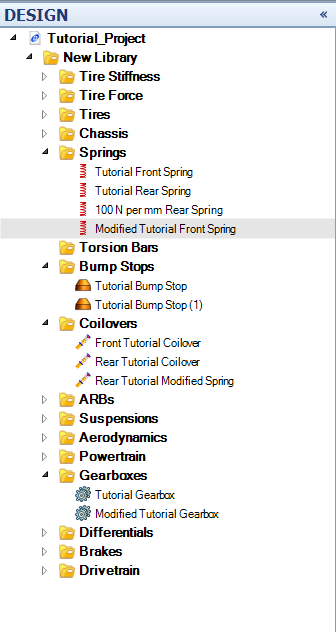 DESIGN «
Tutorial_Project
New Library
Tire Stiffness
Tire Force
Tires
Chassis
Springs
Tutorial Front Spring
Tutorial Rear Spring
100 N per mm Rear Spring
Modified Tutorial Front Spring
Torsion Bars
Bump Stops
Tutorial Bump Stop
Tutorial Bump Stop (1)
Coilovers
Front Tutorial Coilover
Rear Tutorial Coilover
Rear Tutorial Modified Spring
ARBs
Suspensions
Aerodynamics
Powertrain
Gearboxes
Tutorial Gearbox
Modified Tutorial Gearbox
Differentials
Brakes
Drivetrain